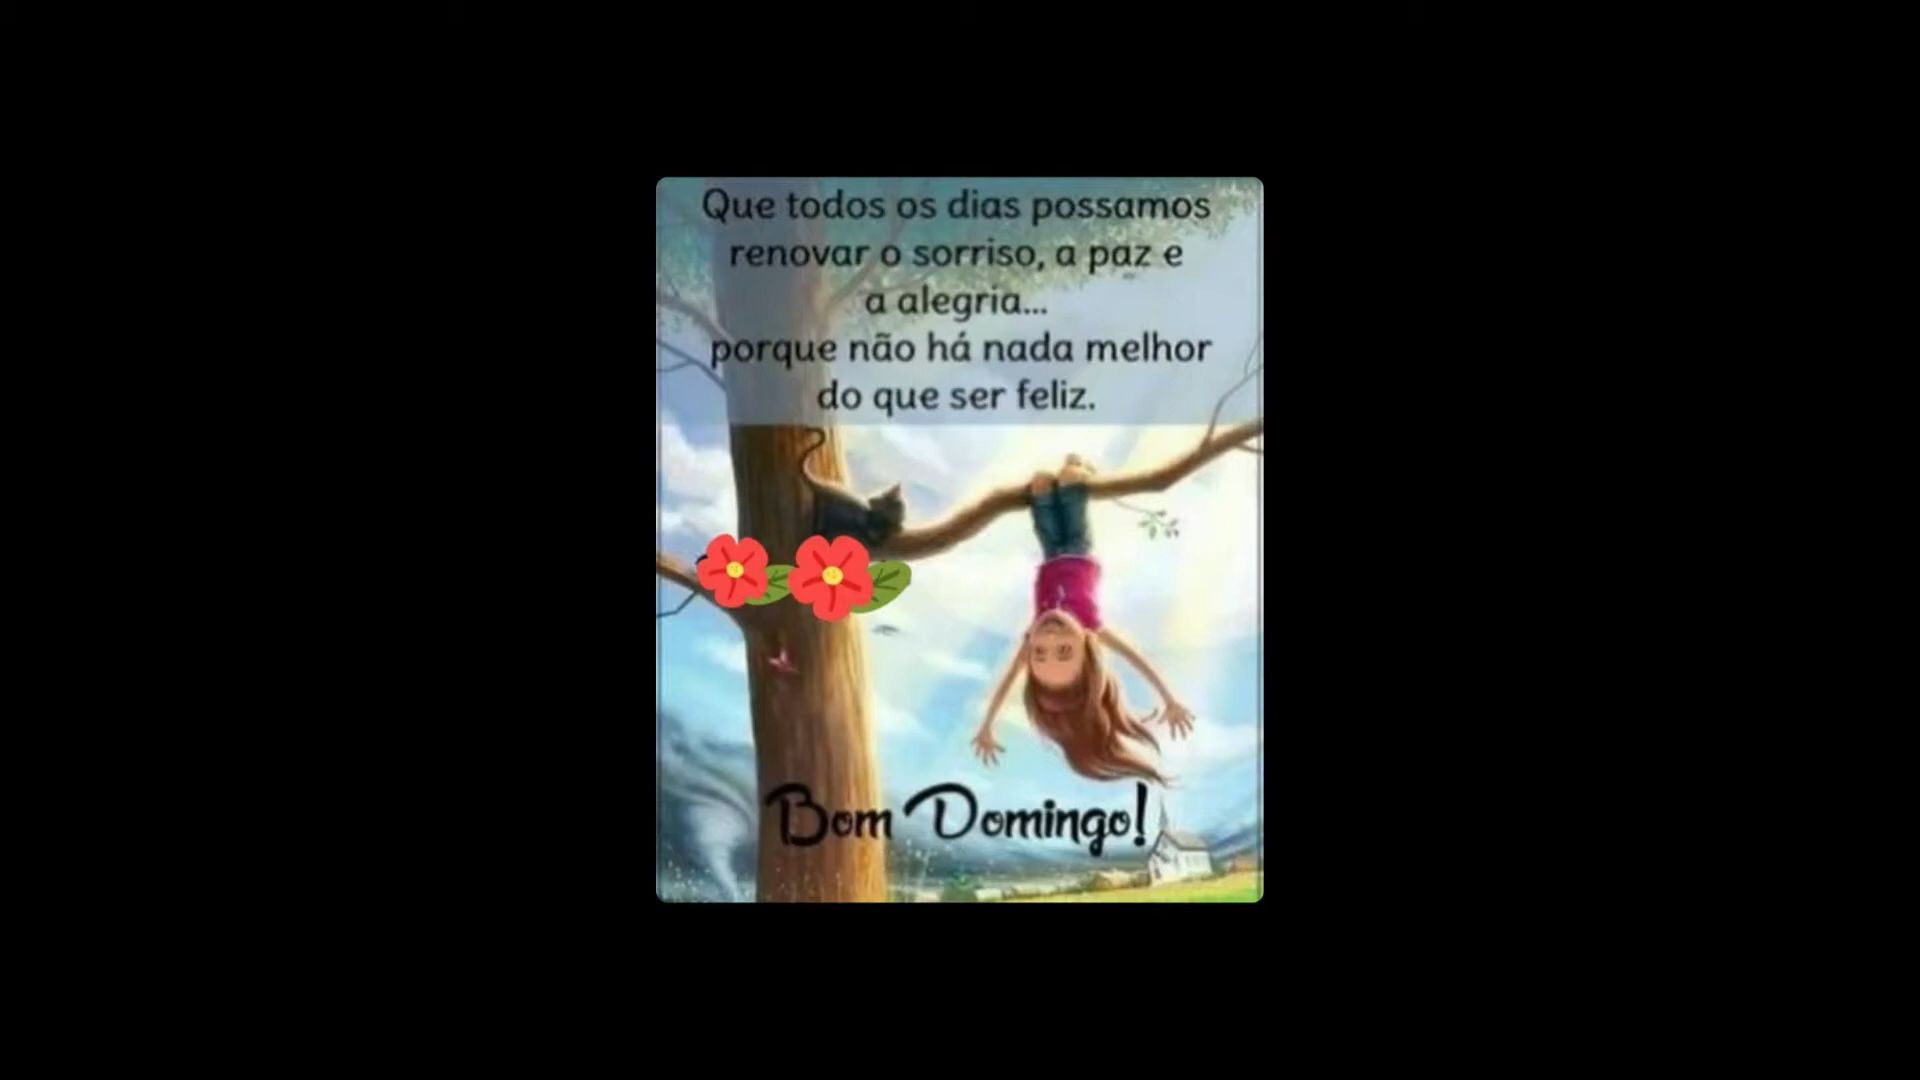 Que todos os dias possamos
renovar o sorriso, a paz e
a alegria...
porque não há nada melhor
do que ser feliz.
Bom Domingo!